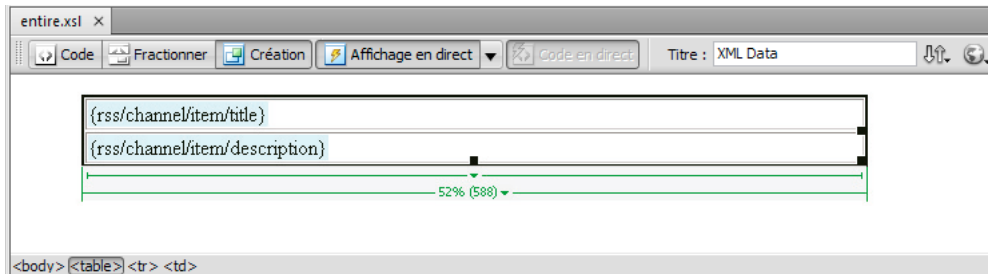 entire.xsl ×
Code Fractionner Création Affichage en direct Code en direct Titre : XML Data
{rss/channel/item/title}
{rss/channel/item/description}
52% (588)
<body> <table> <tr> <td>